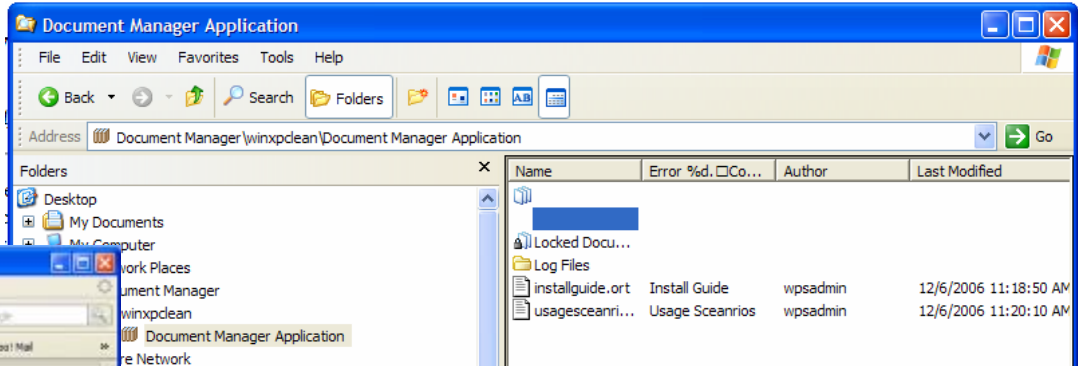 Document Manager Application
File Edit View Favorites Tools Help
Back Search Folders
Address Document Manager\winxpclean\Document Manager Application Go
Folders
Name Error %d. □Co... Author Last Modified
Desktop
My Documents
My Computer
Locked Docu...
work Places
Log Files
ument Manager
installguide.ort Install Guide wpsadmin 12/6/2006 11:18:50 AM
winxpclean
usagesceanri... Usage Sceanrios wpsadmin 12/6/2006 11:20:10 AM
Document Manager Application
re Network